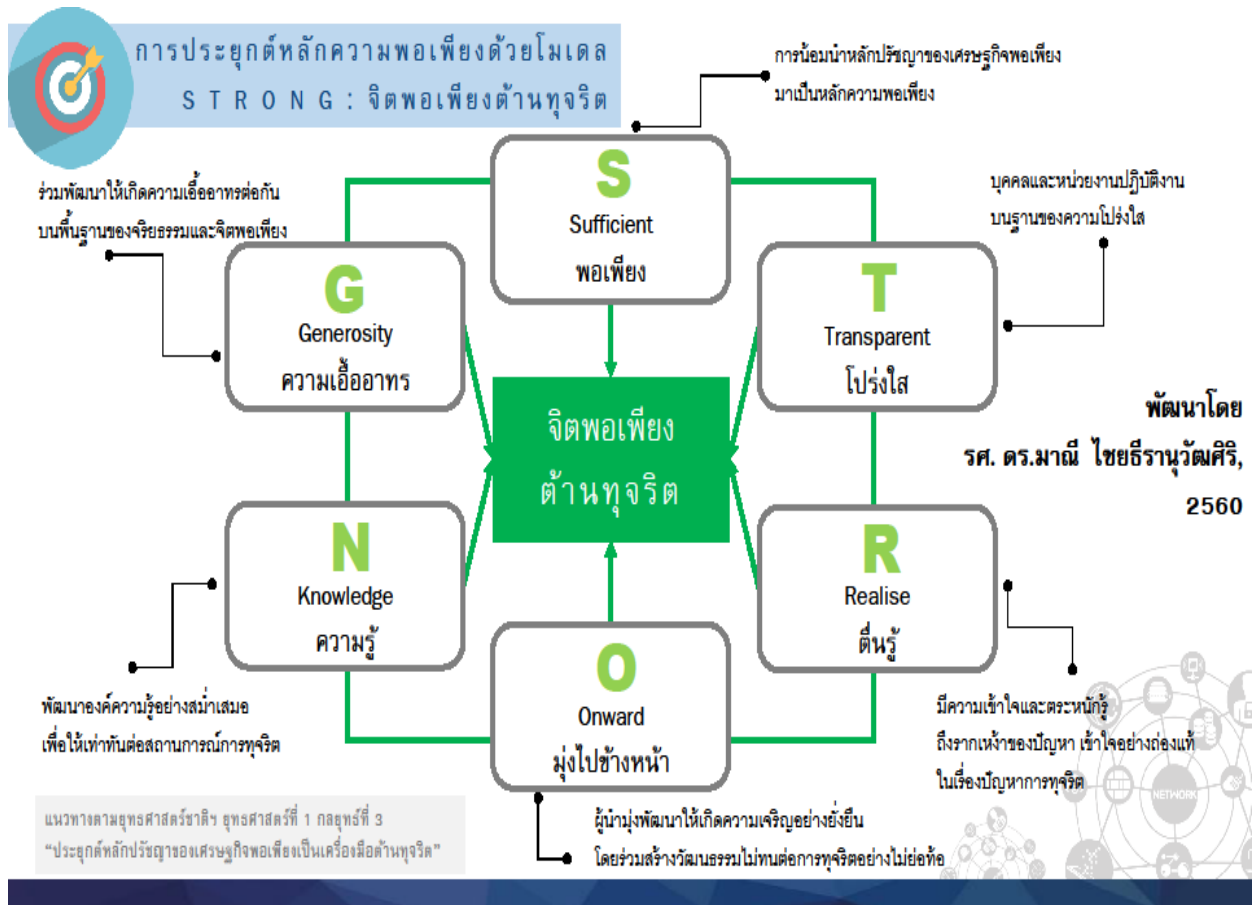 การประยุกต์หลักความพอเพียงด้วยโมเดล
S T R O N G : จิตพอเพียงต้านทุจริต
การน้อมนำหลักปรัชญาของเศรษฐกิจพอเพียง
มาเป็นหลักความพอเพียง
S
Sufficient
พอเพียง
บุคคลและหน่วยงานปฏิบัติงาน
บนฐานของความโปร่งใส
T
Transparent
โปร่งใส
ร่วมพัฒนาให้เกิดความเอื้ออาทรต่อกัน
บนพื้นฐานของจริยธรรมและจิตพอเพียง
G
Generosity
ความเอื้ออาทร
จิตพอเพียง
ต้านทุจริต
พัฒนาโดย
รศ. ดร.มาณี ไชยธีรานุวัฒศิริ,
2560
N
Knowledge
ความรู้
R
Realise
ตื่นรู้
O
Onward
มุ่งไปข้างหน้า
พัฒนาองค์ความรู้อย่างสม่ำเสมอ
เพื่อให้เท่าทันต่อสถานการณ์การทุจริต
มีความเข้าใจและตระหนักรู้
ถึงรากเหง้าของปัญหา เข้าใจอย่างถ่องแท้
ในเรื่องปัญหาการทุจริต
NETWORK
ผู้นำมุ่งพัฒนาให้เกิดความเจริญอย่างยั่งยืน
โดยร่วมสร้างวัฒนธรรมไม่ทนต่อการทุจริตอย่างไม่ย่อท้อ
แนวทางตามยุทธศาสตร์ชาติฯ ยุทธศาสตร์ที่ 1 กลยุทธ์ที่ 3
“ประยุกต์หลักปรัชญาของเศรษฐกิจพอเพียงเป็นเครื่องมือต้านทุจริต”